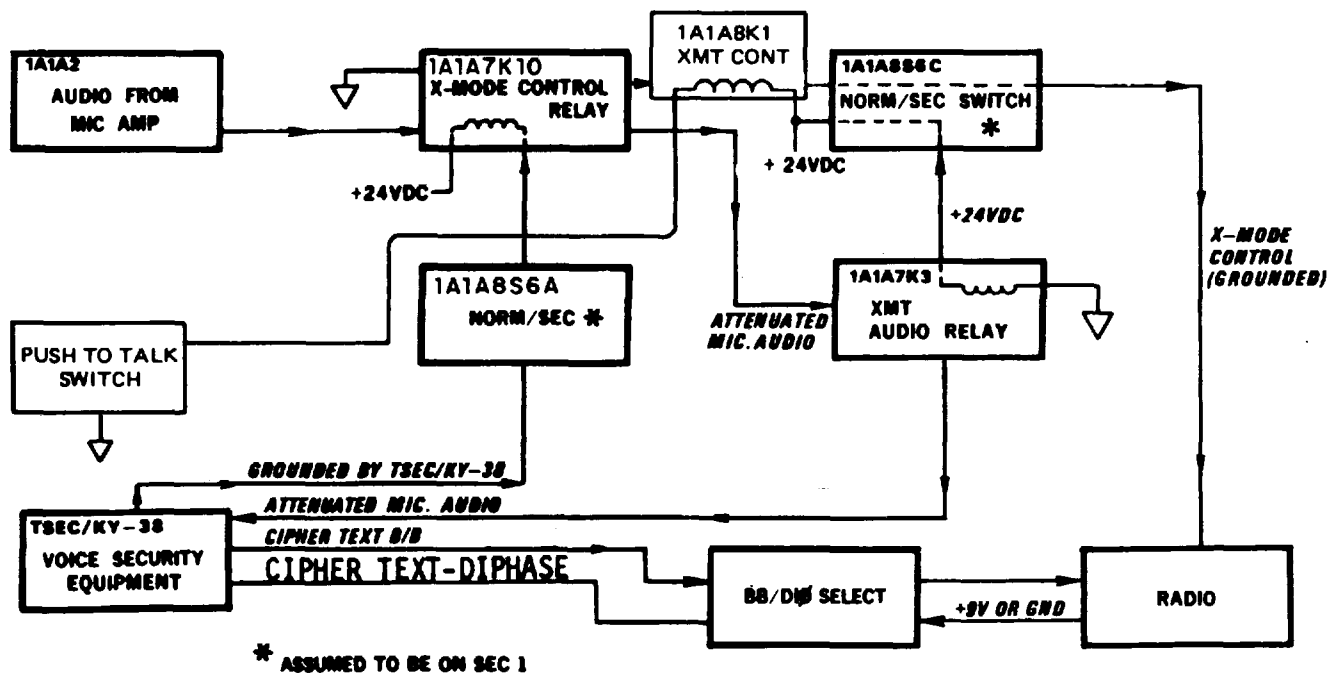 1A1A2
AUDIO FROM
MIC AMP
1A1A7K10
X-MODE CONTROL
RELAY
+24VDC
1A1A8K1
XMT CONT
+ 24VDC
1A1A8S6C
NORM/SEC SWITCH
*
+24VDC
X-MODE
CONTROL
(GROUNDED)
1A1A8S6A
NORM/SEC *
ATTENUATED
MIC. AUDIO
1A1A7K3
XMT
AUDIO RELAY
PUSH TO TALK
SWITCH
GROUNDED BY TSEC/KY-38
ATTENUATED MIC. AUDIO
TSEC/KY-38
VOICE SECURITY
EQUIPMENT
CIPHER TEXT B/B
CIPHER TEXT-DIPHASE
BB/DIØ SELECT
+9V OR GND
RADIO
* ASSUMED TO BE ON SEC 1